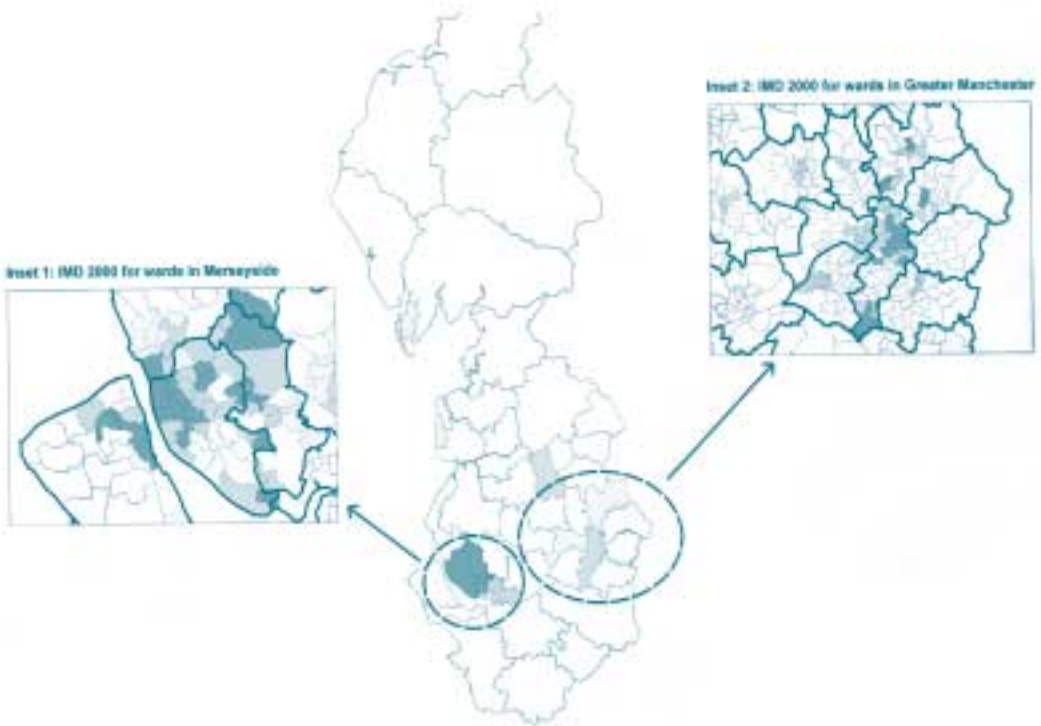 Inset 2: IMD 2000 for wards in Greater Manchester
Inset 1: IMD 2000 for wards in Merseyside